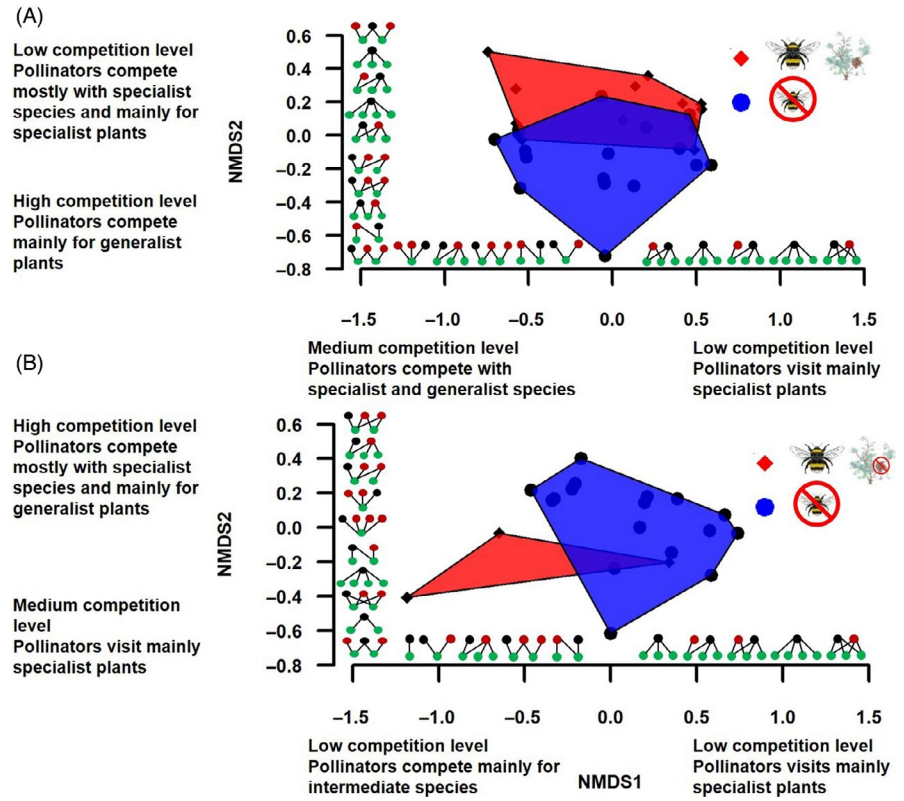 (A)
Low competition level
Pollinators compete
mostly with specialist
species and mainly for
specialist plants
High competition level
Pollinators compete
mainly for generalist
plants
NMDS2
0.6
0.4
0.2
0.0
−0.2
−0.4
−0.6
−0.8
−1.5
−1.0
−0.5
0.0
0.5
1.0
1.5
Medium competition level
Pollinators compete with
specialist and generalist species
Low competition level
Pollinators visit mainly
specialist plants
(B)
High competition level
Pollinators compete
mostly with specialist
species and mainly for
generalist plants
Medium competition
level
Pollinators visit mainly
specialist plants
NMDS2
0.6
0.4
0.2
0.0
−0.2
−0.4
−0.6
−0.8
−1.5
−1.0
−0.5
0.0
0.5
1.0
1.5
Low competition level
Pollinators compete mainly for
intermediate species
NMDS1
Low competition level
Pollinators visits mainly
specialist plants